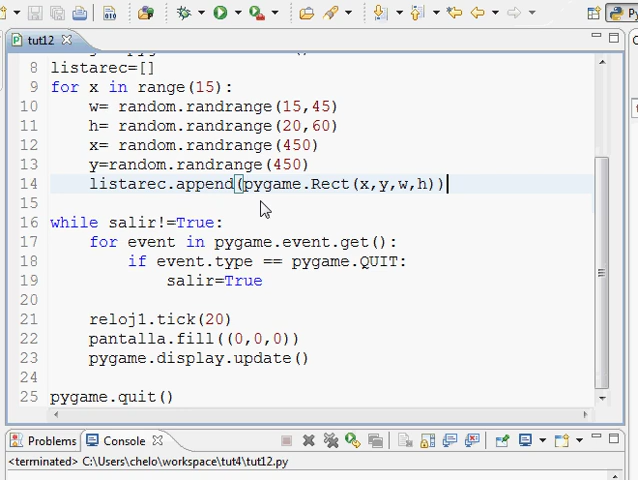 Py
tut12
8 listarec=[]
9 for x in range(15):
10 w= random.randrange(15,45)
11 h= random.randrange(20,60)
12 x= random.randrange(450)
13 y=random.randrange(450)
14 listarec.append(pygame.Rect(x,y,w,h))
15
16 while salir!=True:
17 for event in pygame.event.get():
18 if event.type == pygame.QUIT:
19 salir=True
20
21 reloj1.tick(20)
22 pantalla.fill((0,0,0))
23 pygame.display.update()
24
25 pygame.quit()
Problems Console
<terminated> C:\Users\chelo\workspace\tut4\tut12.py